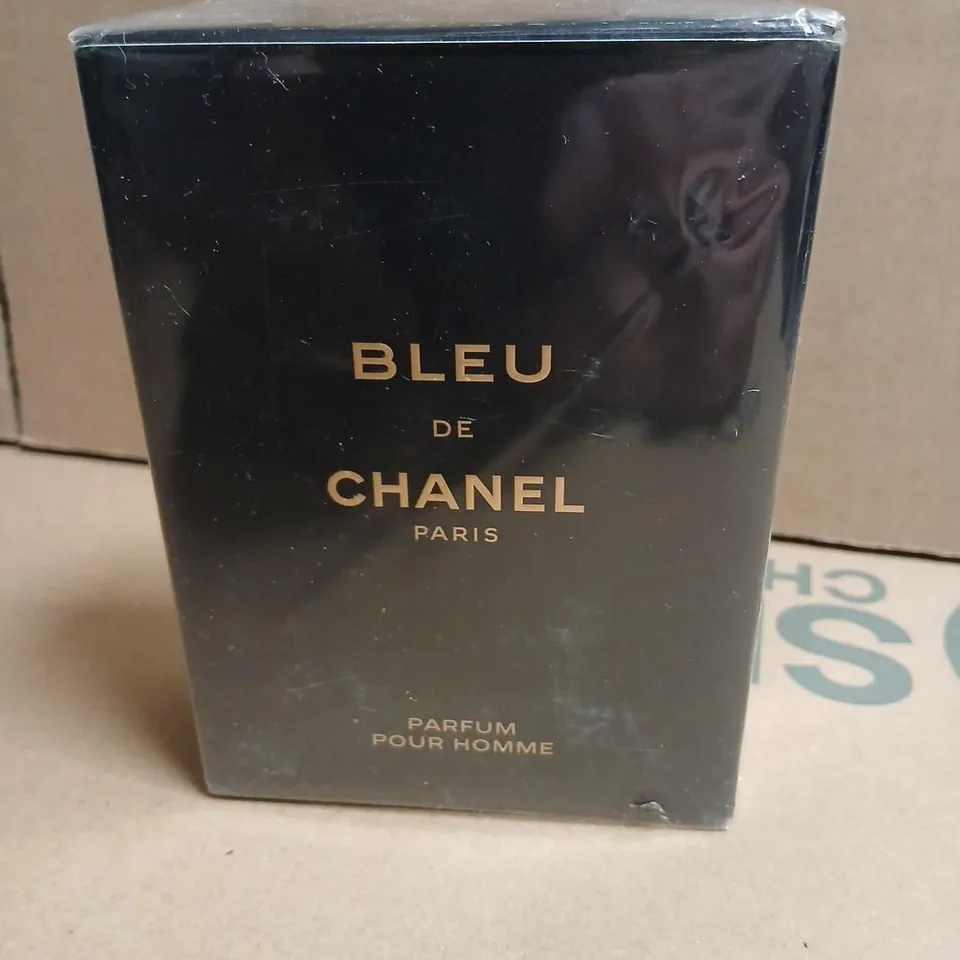 BLEU
DE
CHANEL
PARIS
PARFUM
POUR HOMME